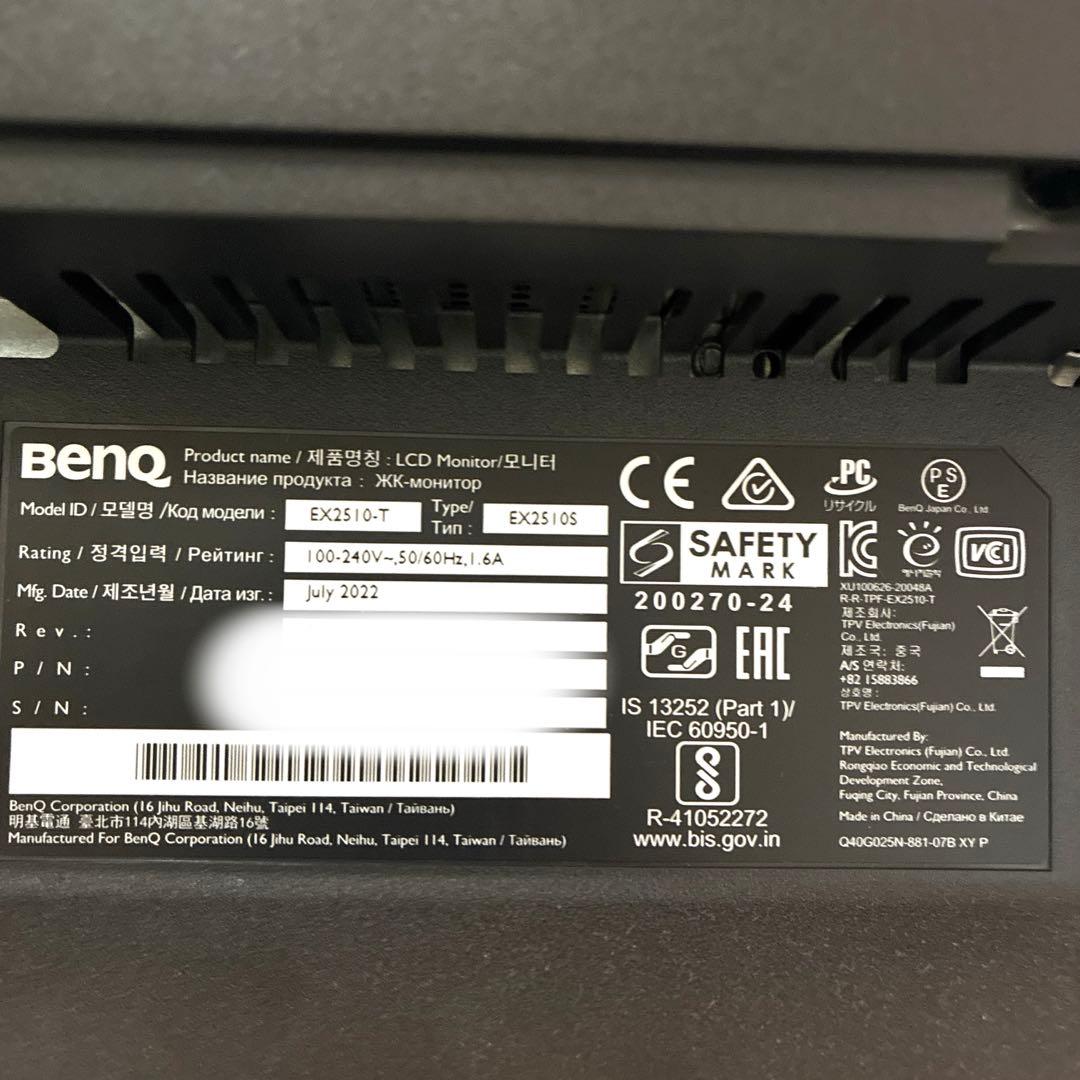 BenQ
Product name / 제품명칭 : LCD Monitor/모니터
Название продукта : ЖК-монитор
Model ID / 모델명 /Код модели : EX2510-T Type/ Тип : EX2510S
Rating / 정격입력 / Рейтинг : 100-240V~,50/60Hz,1.6A
Mfg. Date / 제조년월 / Дата изг. : July 2022
Rev. :
P/N :
S/N :
BenQ Corporation (16 Jihu Road, Neihu, Taipei 114, Taiwan / Тайвань)
明基電通 臺北市114內湖區基湖路16號
Manufactured For BenQ Corporation (16 Jihu Road, Neihu, Taipei 114, Taiwan / Тайвань)
CE
SAFETY
MARK
200270-24
G
EAC
IS 13252 (Part 1)/
IEC 60950-1
R-41052272
www.bis.gov.in
PC
リサイクル
PSE
BenQ Japan Co., Ltd
KC
VCCI
XU100626-20048A
R-R-TPF-EX2510-T
제조회사:
TPV Electronics(Fujian)
Co., Ltd.
제조국: 중국
A/S 연락처:
+82 15883866
상호명 :
TPV Electronics(Fujian) Co., Ltd.
Manufactured By:
TPV Electronics (Fujian) Co., Ltd.
Rongqiao Economic and Technological
Development Zone,
Fuqing City, Fujian Province, China
Made in China / Сделано в Китае
Q40G025N-881-07B XY P